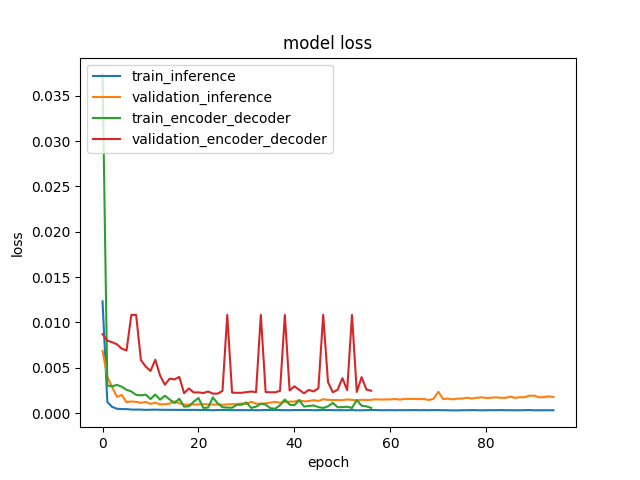 model loss
train_inference
validation_inference
train_encoder_decoder
validation_encoder_decoder
0.035
0.030
0.025
0.020
0.015
0.010
0.005
0.000
loss
0 20 40 60 80
epoch